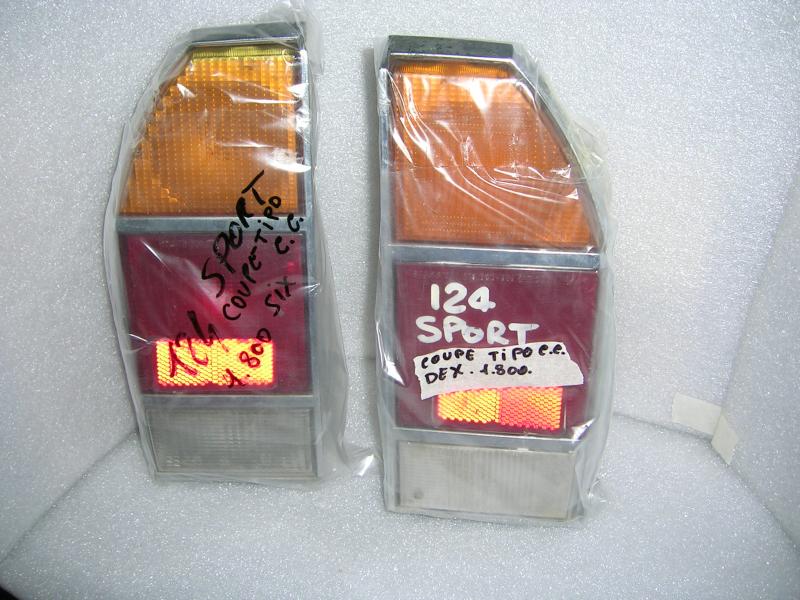 124 SPORT
COUPE-TIPO
1.800 SIX C.C.
124
SPORT
COUPE TIPO C.C.
DEX. 1.800.